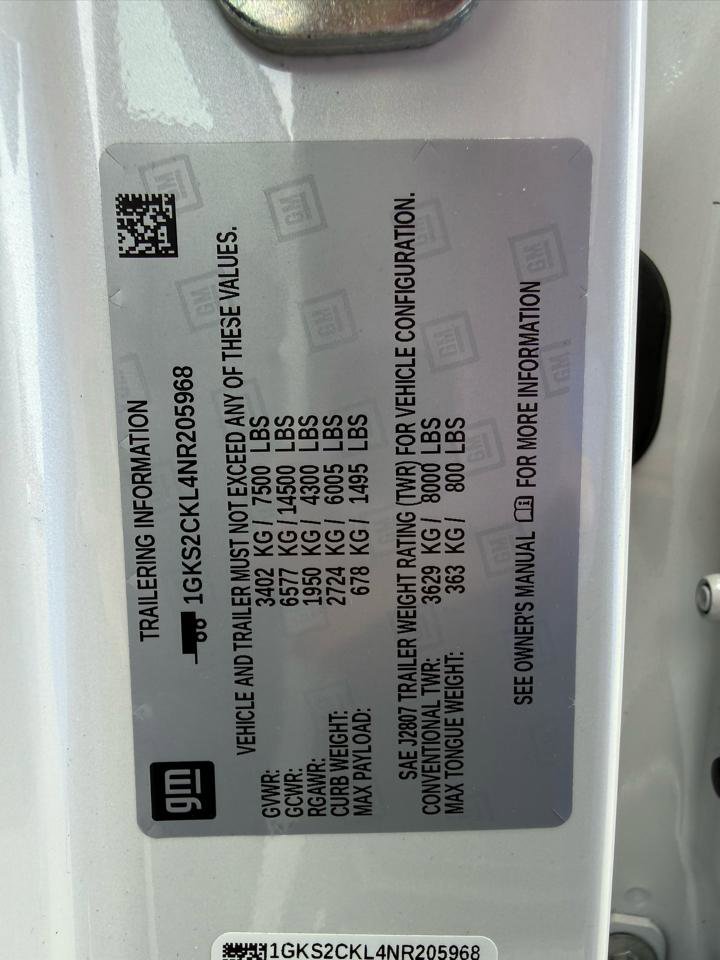 gm
TRAILERING INFORMATION
1GKS2CKL4NR205968
VEHICLE AND TRAILER MUST NOT EXCEED ANY OF THESE VALUES.
GVWR: 3402 KG / 7500 LBS
GCWR: 6577 KG /14500 LBS
RGAWR: 1950 KG / 4300 LBS
CURB WEIGHT: 2724 KG / 6005 LBS
MAX PAYLOAD: 678 KG / 1495 LBS
SAE J2807 TRAILER WEIGHT RATING (TWR) FOR VEHICLE CONFIGURATION.
CONVENTIONAL TWR: 3629 KG / 8000 LBS
MAX TONGUE WEIGHT: 363 KG / 800 LBS
SEE OWNER'S MANUAL FOR MORE INFORMATION
1GKS2CKL4NR205968